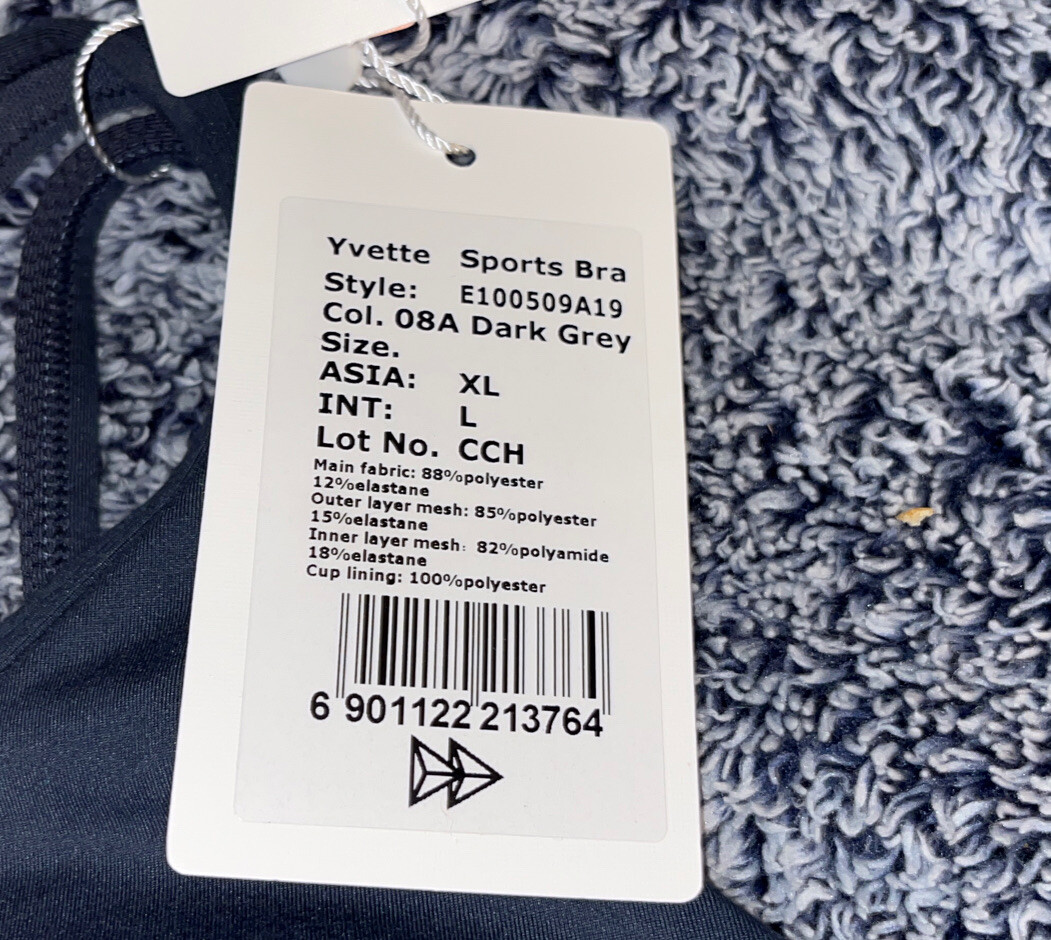 Yvette Sports Bra
Style: E100509A19
Col. 08A Dark Grey
Size.
ASIA: XL
INT: L
Lot No. CCH
Main fabric: 88%polyester
12%elastane
Outer layer mesh: 85%polyester
15%elastane
Inner layer mesh: 82%polyamide
18%elastane
Cup lining: 100%polyester
6 901122 213764